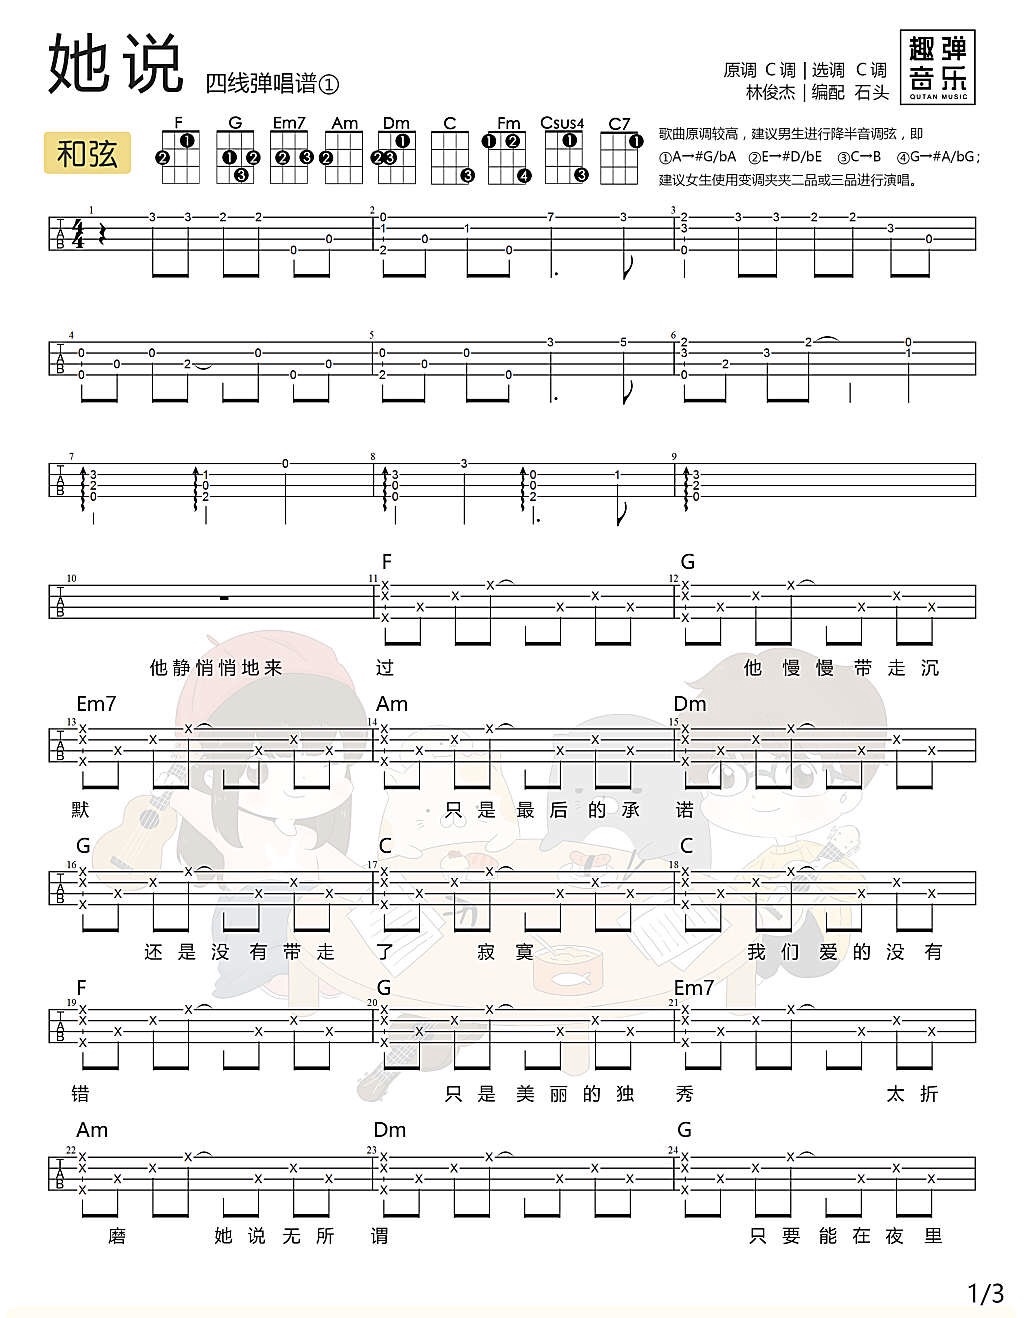 她说 四线弹唱谱①
原调 C调 | 选调 C调
林俊杰 | 编配 石头
趣弹音乐
QUTAN MUSIC
和弦
F G Em7 Am Dm C Fm Csus4 C7
歌曲原调较高，建议男生进行降半音调弦，即
①A→#G/bA ②E→#D/bE ③C→B ④G→#A/bG；
建议女生使用变调夹夹二品或三品进行演唱。
F G
他静悄悄地来 过 他慢慢带走沉
Em7 Am Dm
默 只是最后的承诺
G C C
还是没有带走了 寂寞 我们爱的没有
F G Em7
错 只是美丽的独秀 太折
Am Dm G
磨 她说无所谓 只要能在夜里
1/3